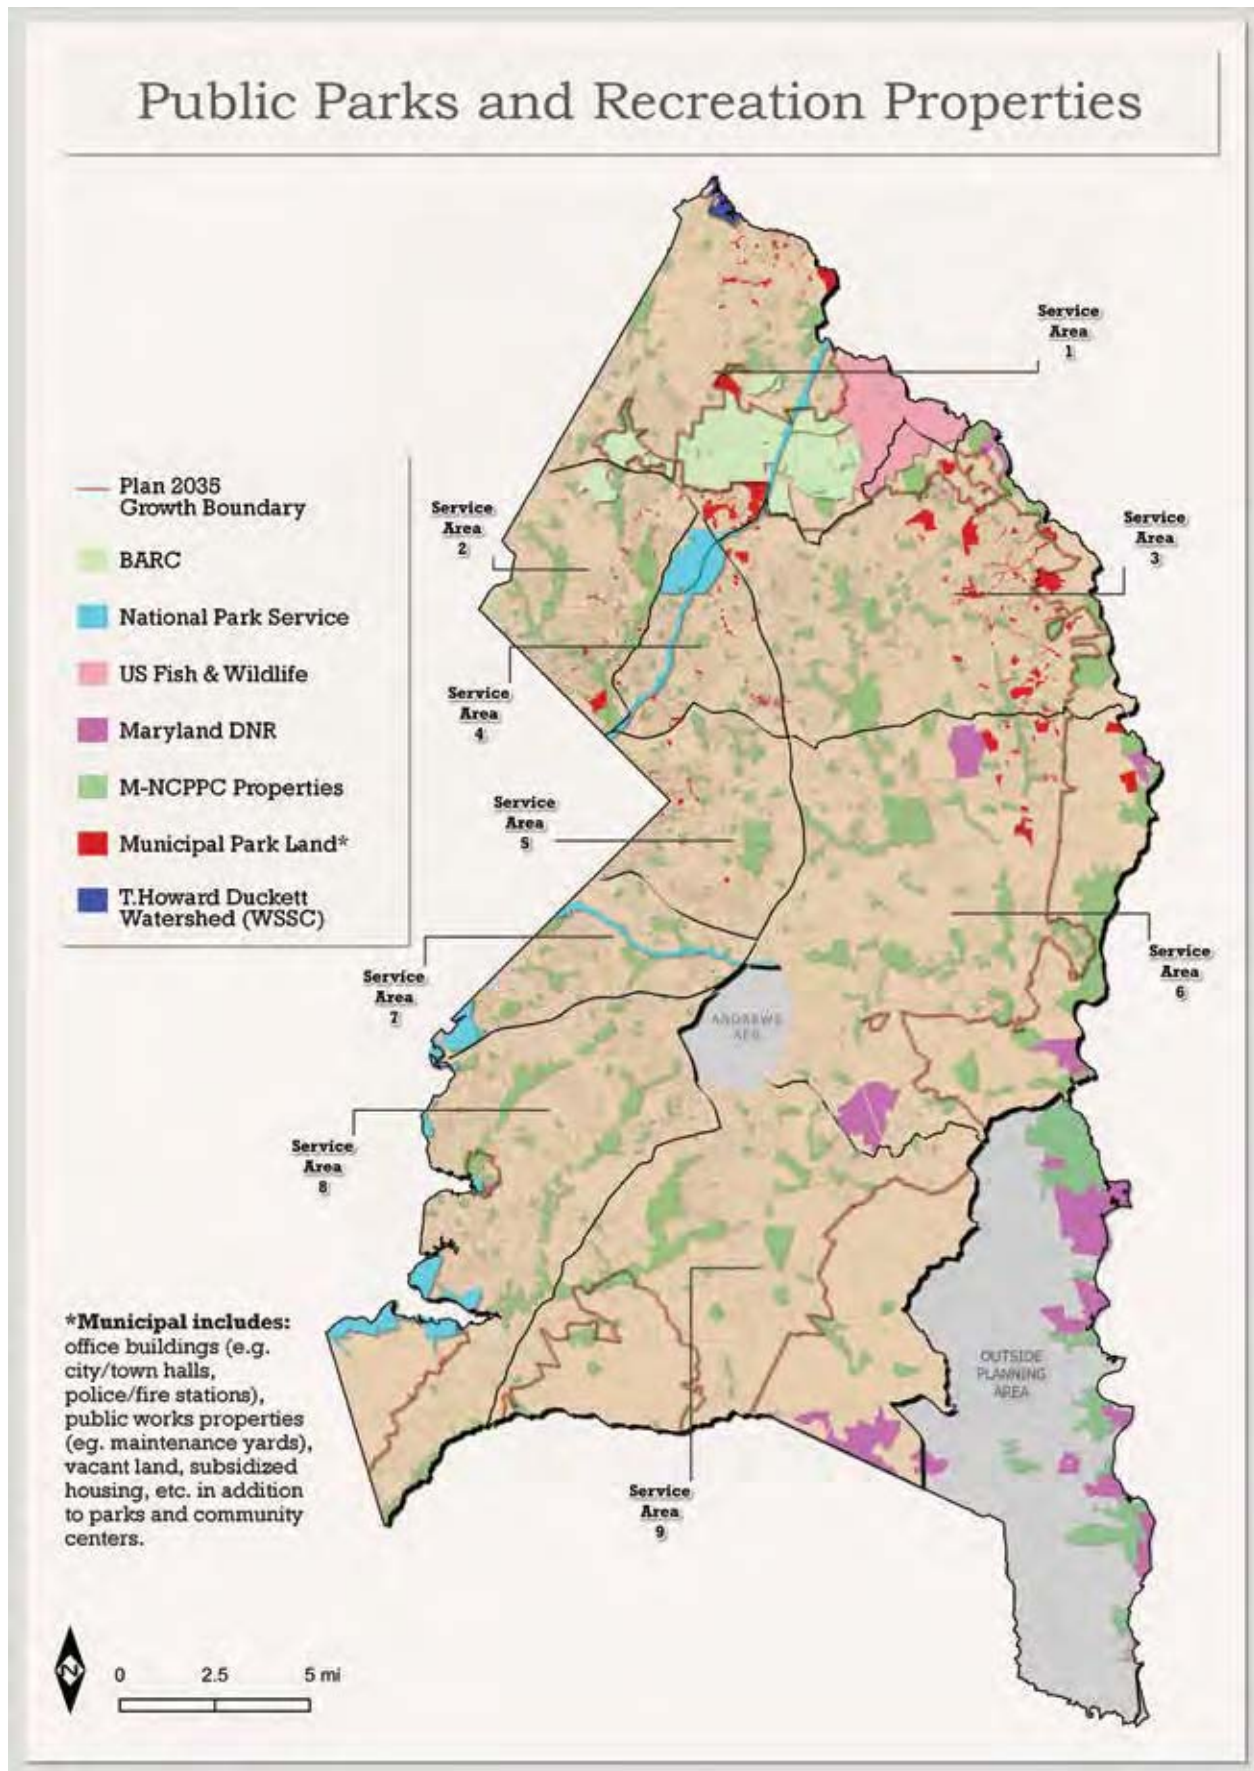 Public Parks and Recreation Properties
Service
Area
1
Plan 2035
Growth Boundary
BARC
National Park Service
US Fish & Wildlife
Maryland DNR
M-NCPPC Properties
Municipal Park Land*
T.Howard Duckett
Watershed (WSSC)
Service
Area
2
Service
Area
3
Service
Area
4
Service
Area
5
Service
Area
6
Service
Area
7
ANDREWS
AFB
Service
Area
8
OUTSIDE
PLANNING
AREA
Service
Area
9
*Municipal includes:
office buildings (e.g.
city/town halls,
police/fire stations),
public works properties
(eg. maintenance yards),
vacant land, subsidized
housing, etc. in addition
to parks and community
centers.
N
0 2.5 5 mi